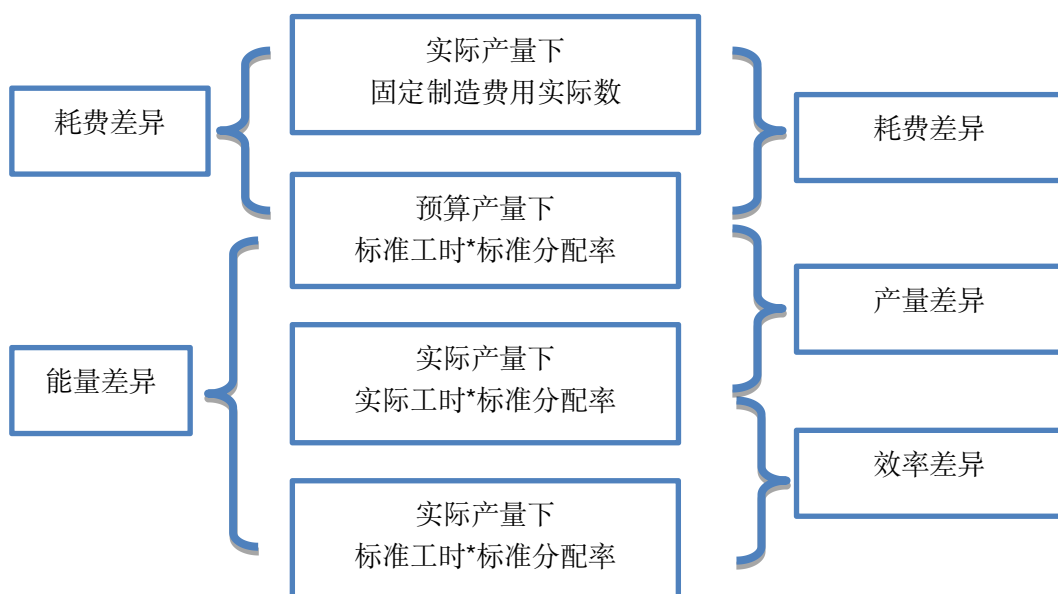 实际产量下
固定制造费用实际数
耗费差异
耗费差异
预算产量下
标准工时*标准分配率
产量差异
实际产量下
实际工时*标准分配率
能量差异
效率差异
实际产量下
标准工时*标准分配率